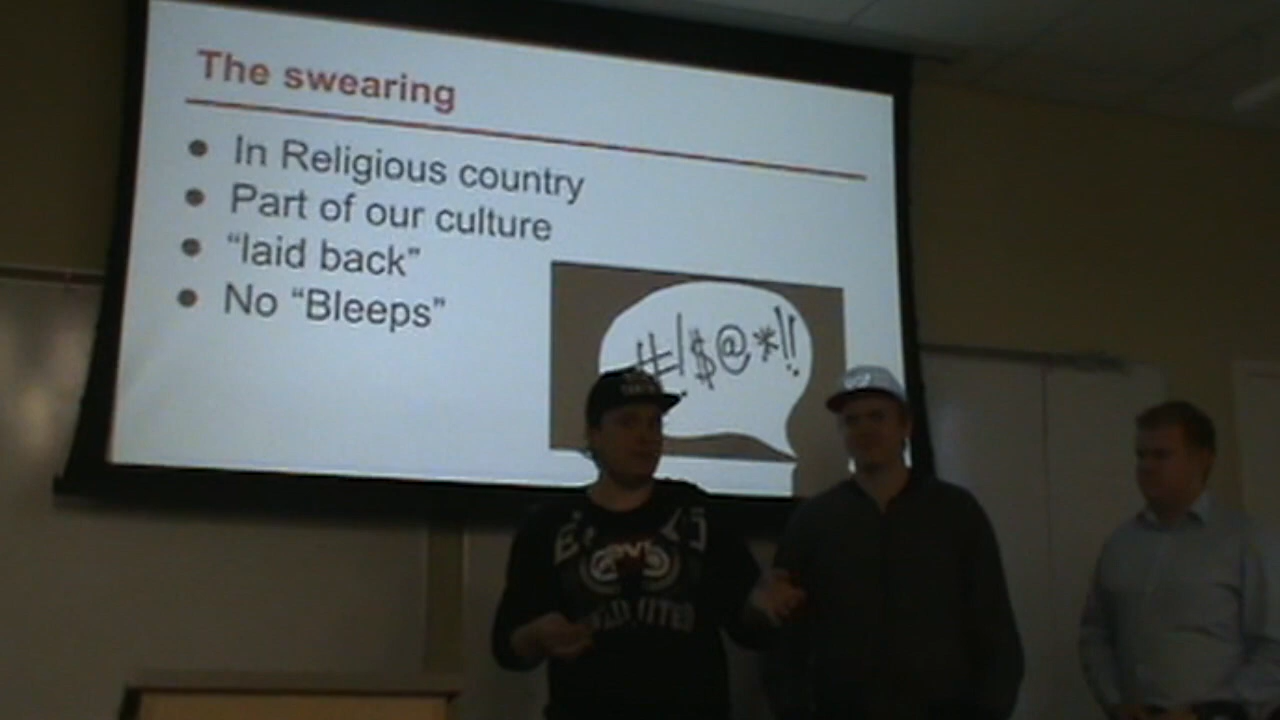 The swearing
● In Religious country
● Part of our culture
● “laid back”
● No “Bleeps”
#!$@*!!